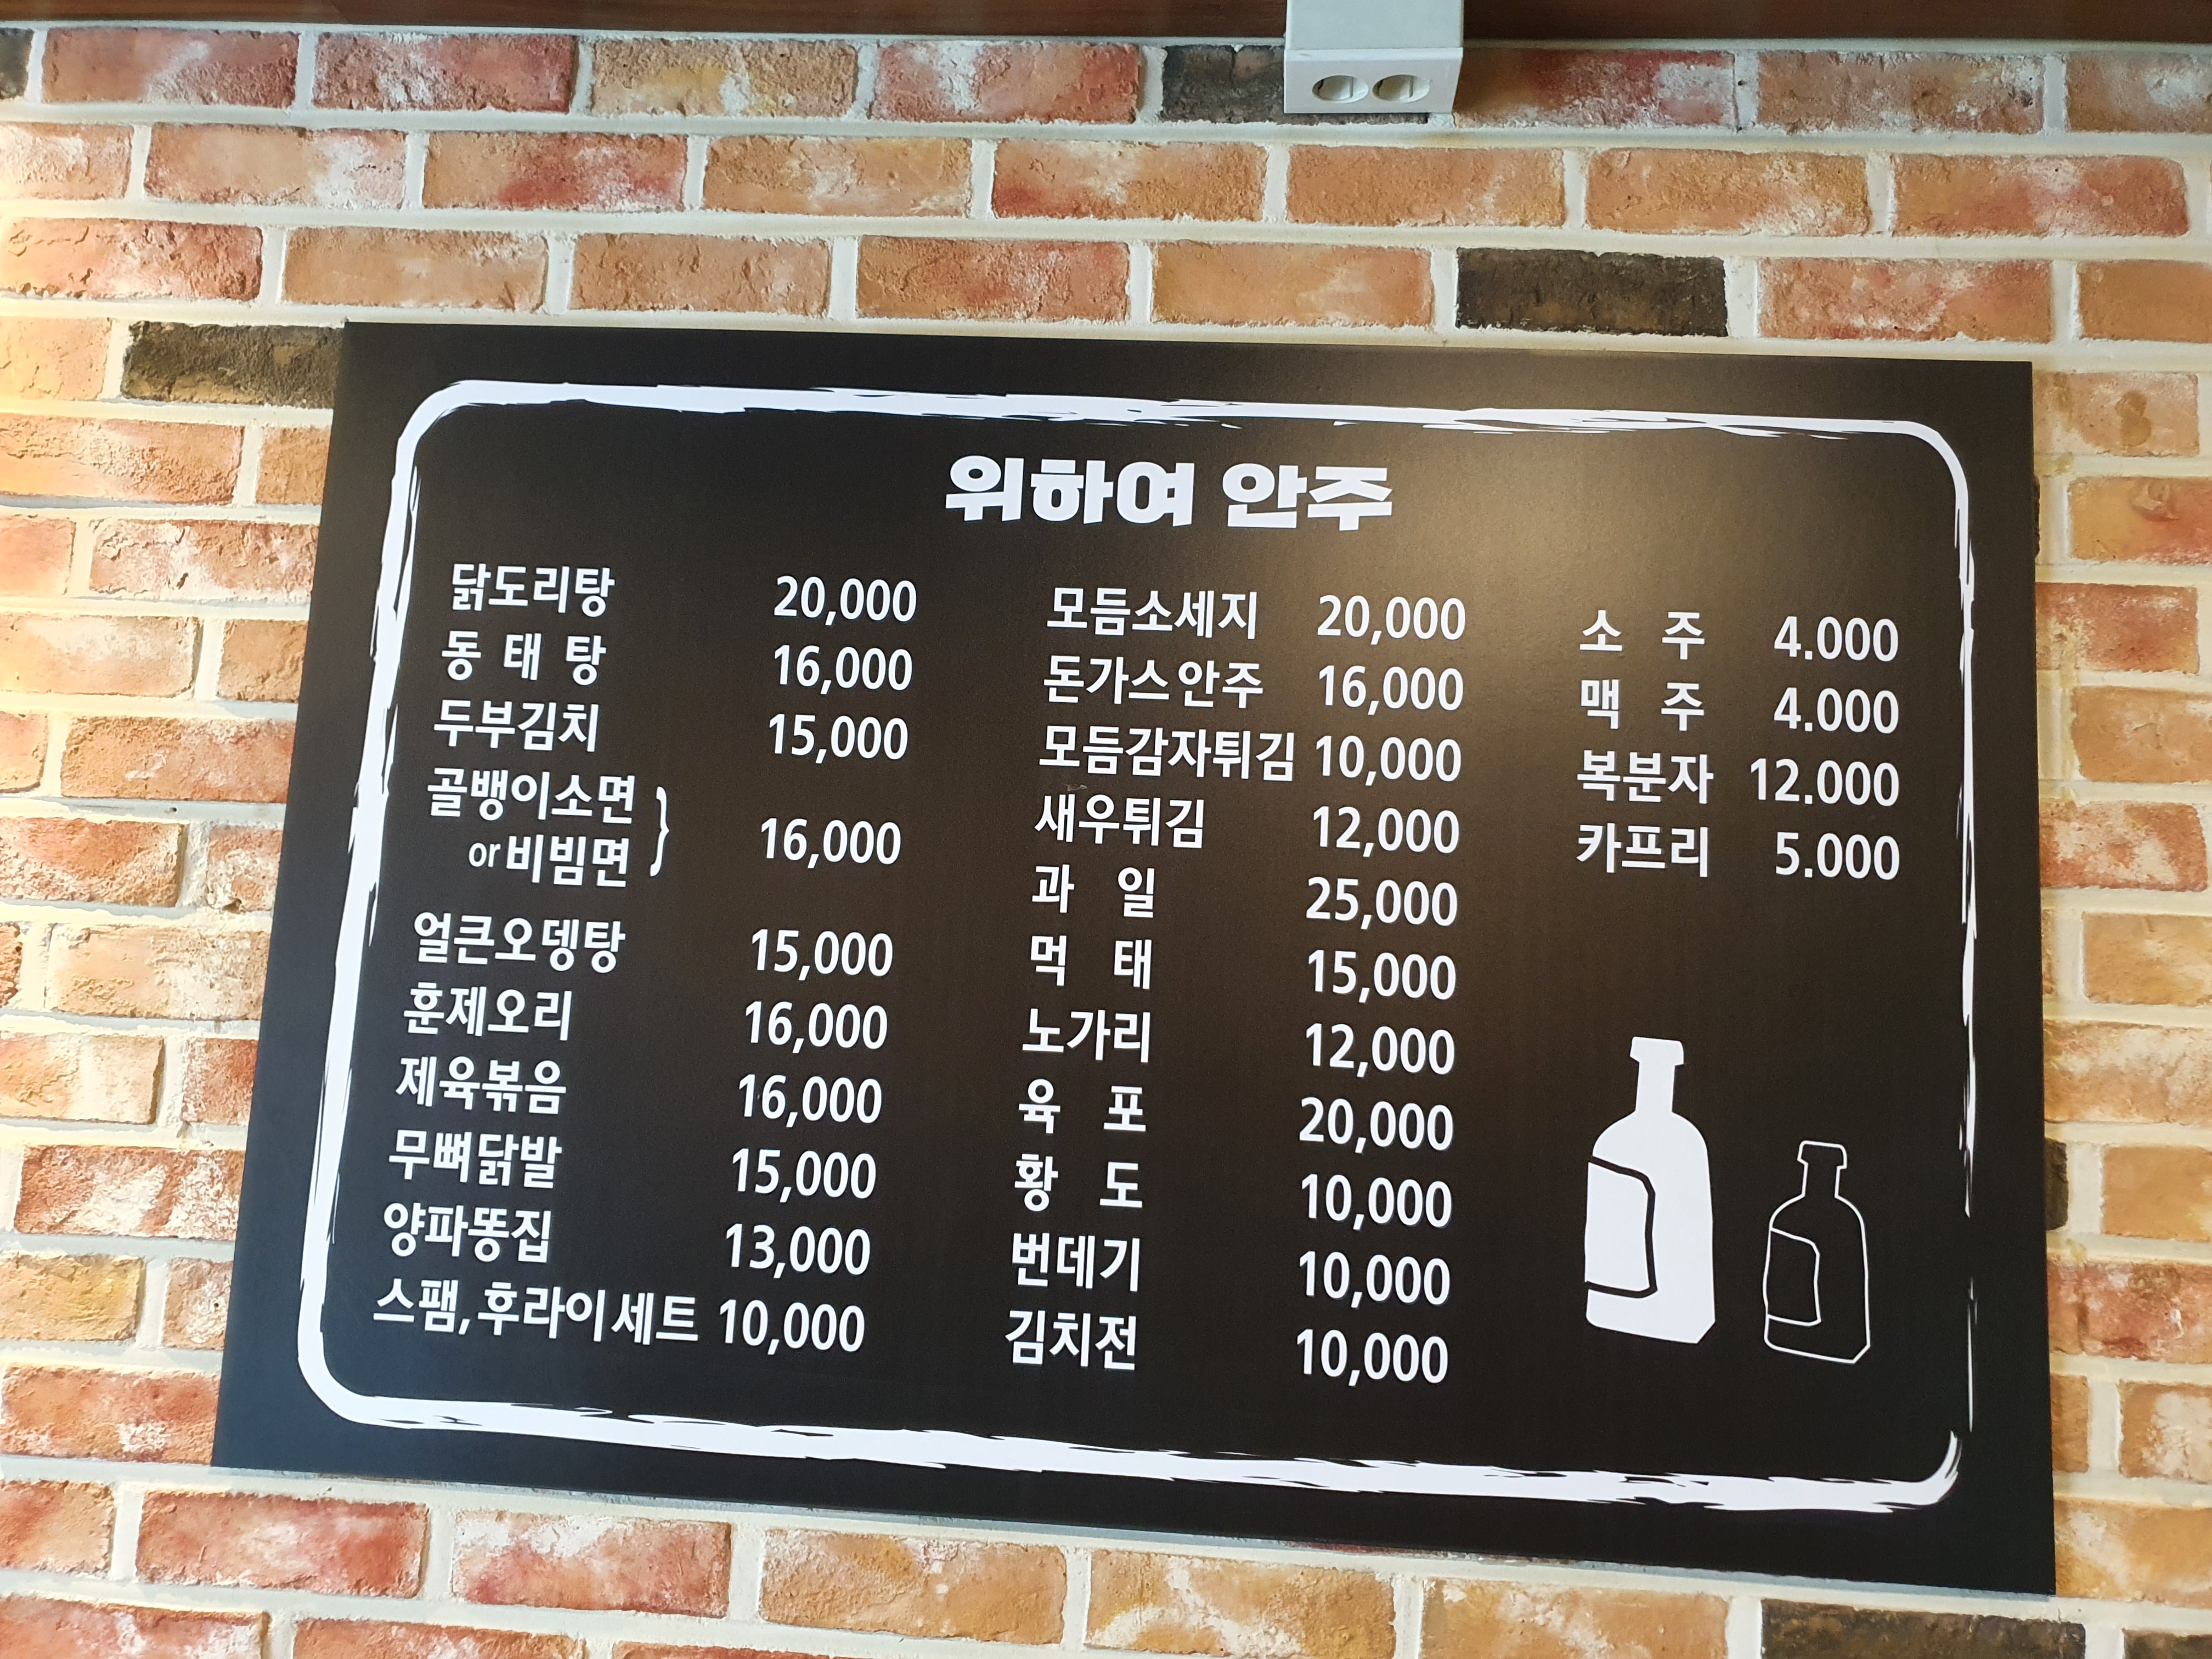 위하여 안주
닭도리탕 20,000
동 태 탕 16,000
두부김치 15,000
골뱅이소면
or 비빔면 } 16,000
얼큰오뎅탕 15,000
훈제오리 16,000
제육볶음 16,000
무뼈닭발 15,000
양파똥집 13,000
스팸,후라이세트 10,000
모듬소세지 20,000
돈가스안주 16,000
모듬감자튀김 10,000
새우튀김 12,000
과 일 25,000
먹 태 15,000
노가리 12,000
육 포 20,000
황 도 10,000
번데기 10,000
김치전 10,000
소 주 4.000
맥 주 4.000
복분자 12.000
카프리 5.000